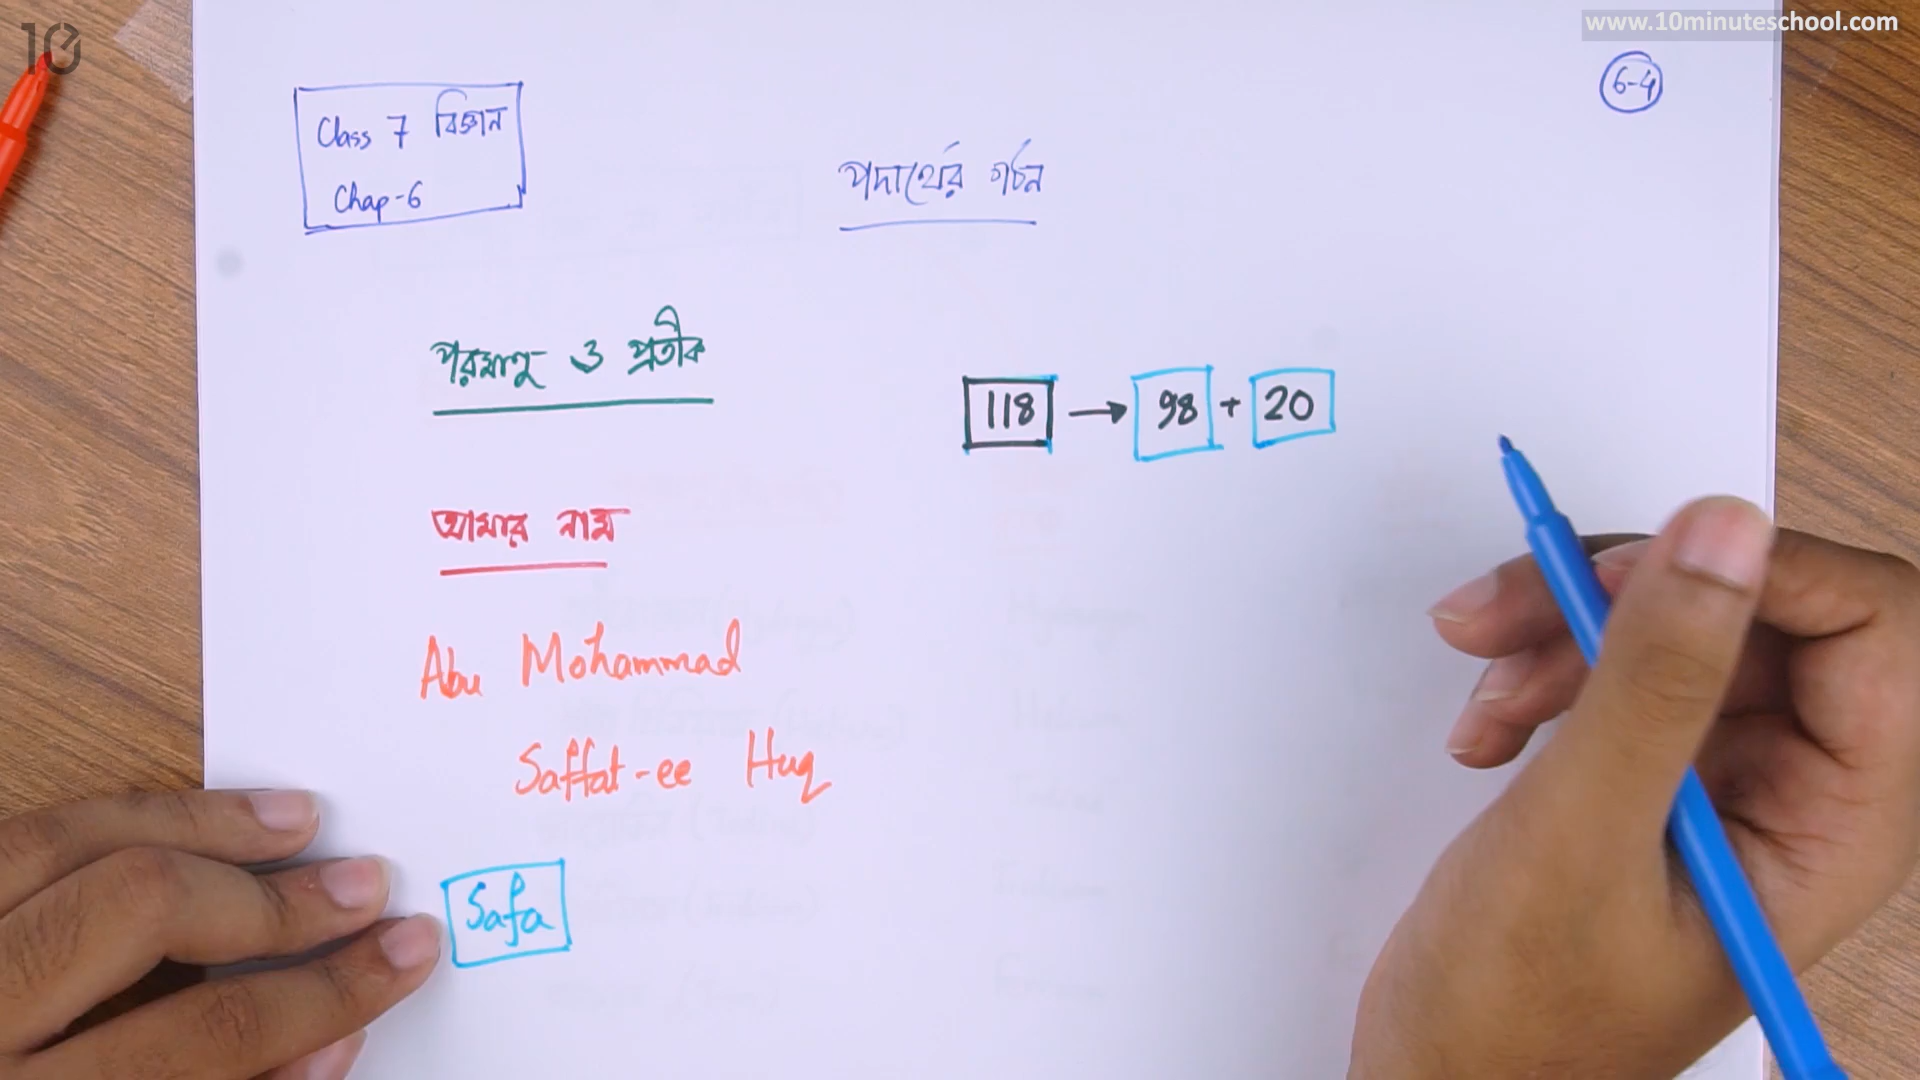 10
www.10minuteschool.com
6-4
Class 7 বিজ্ঞান
Chap-6
পদার্থের গঠন
পরমানু ও প্রতীক
118 → 98 + 20
আমার নাম
Abu Mohammad
Saffat-ee Huq
Safa